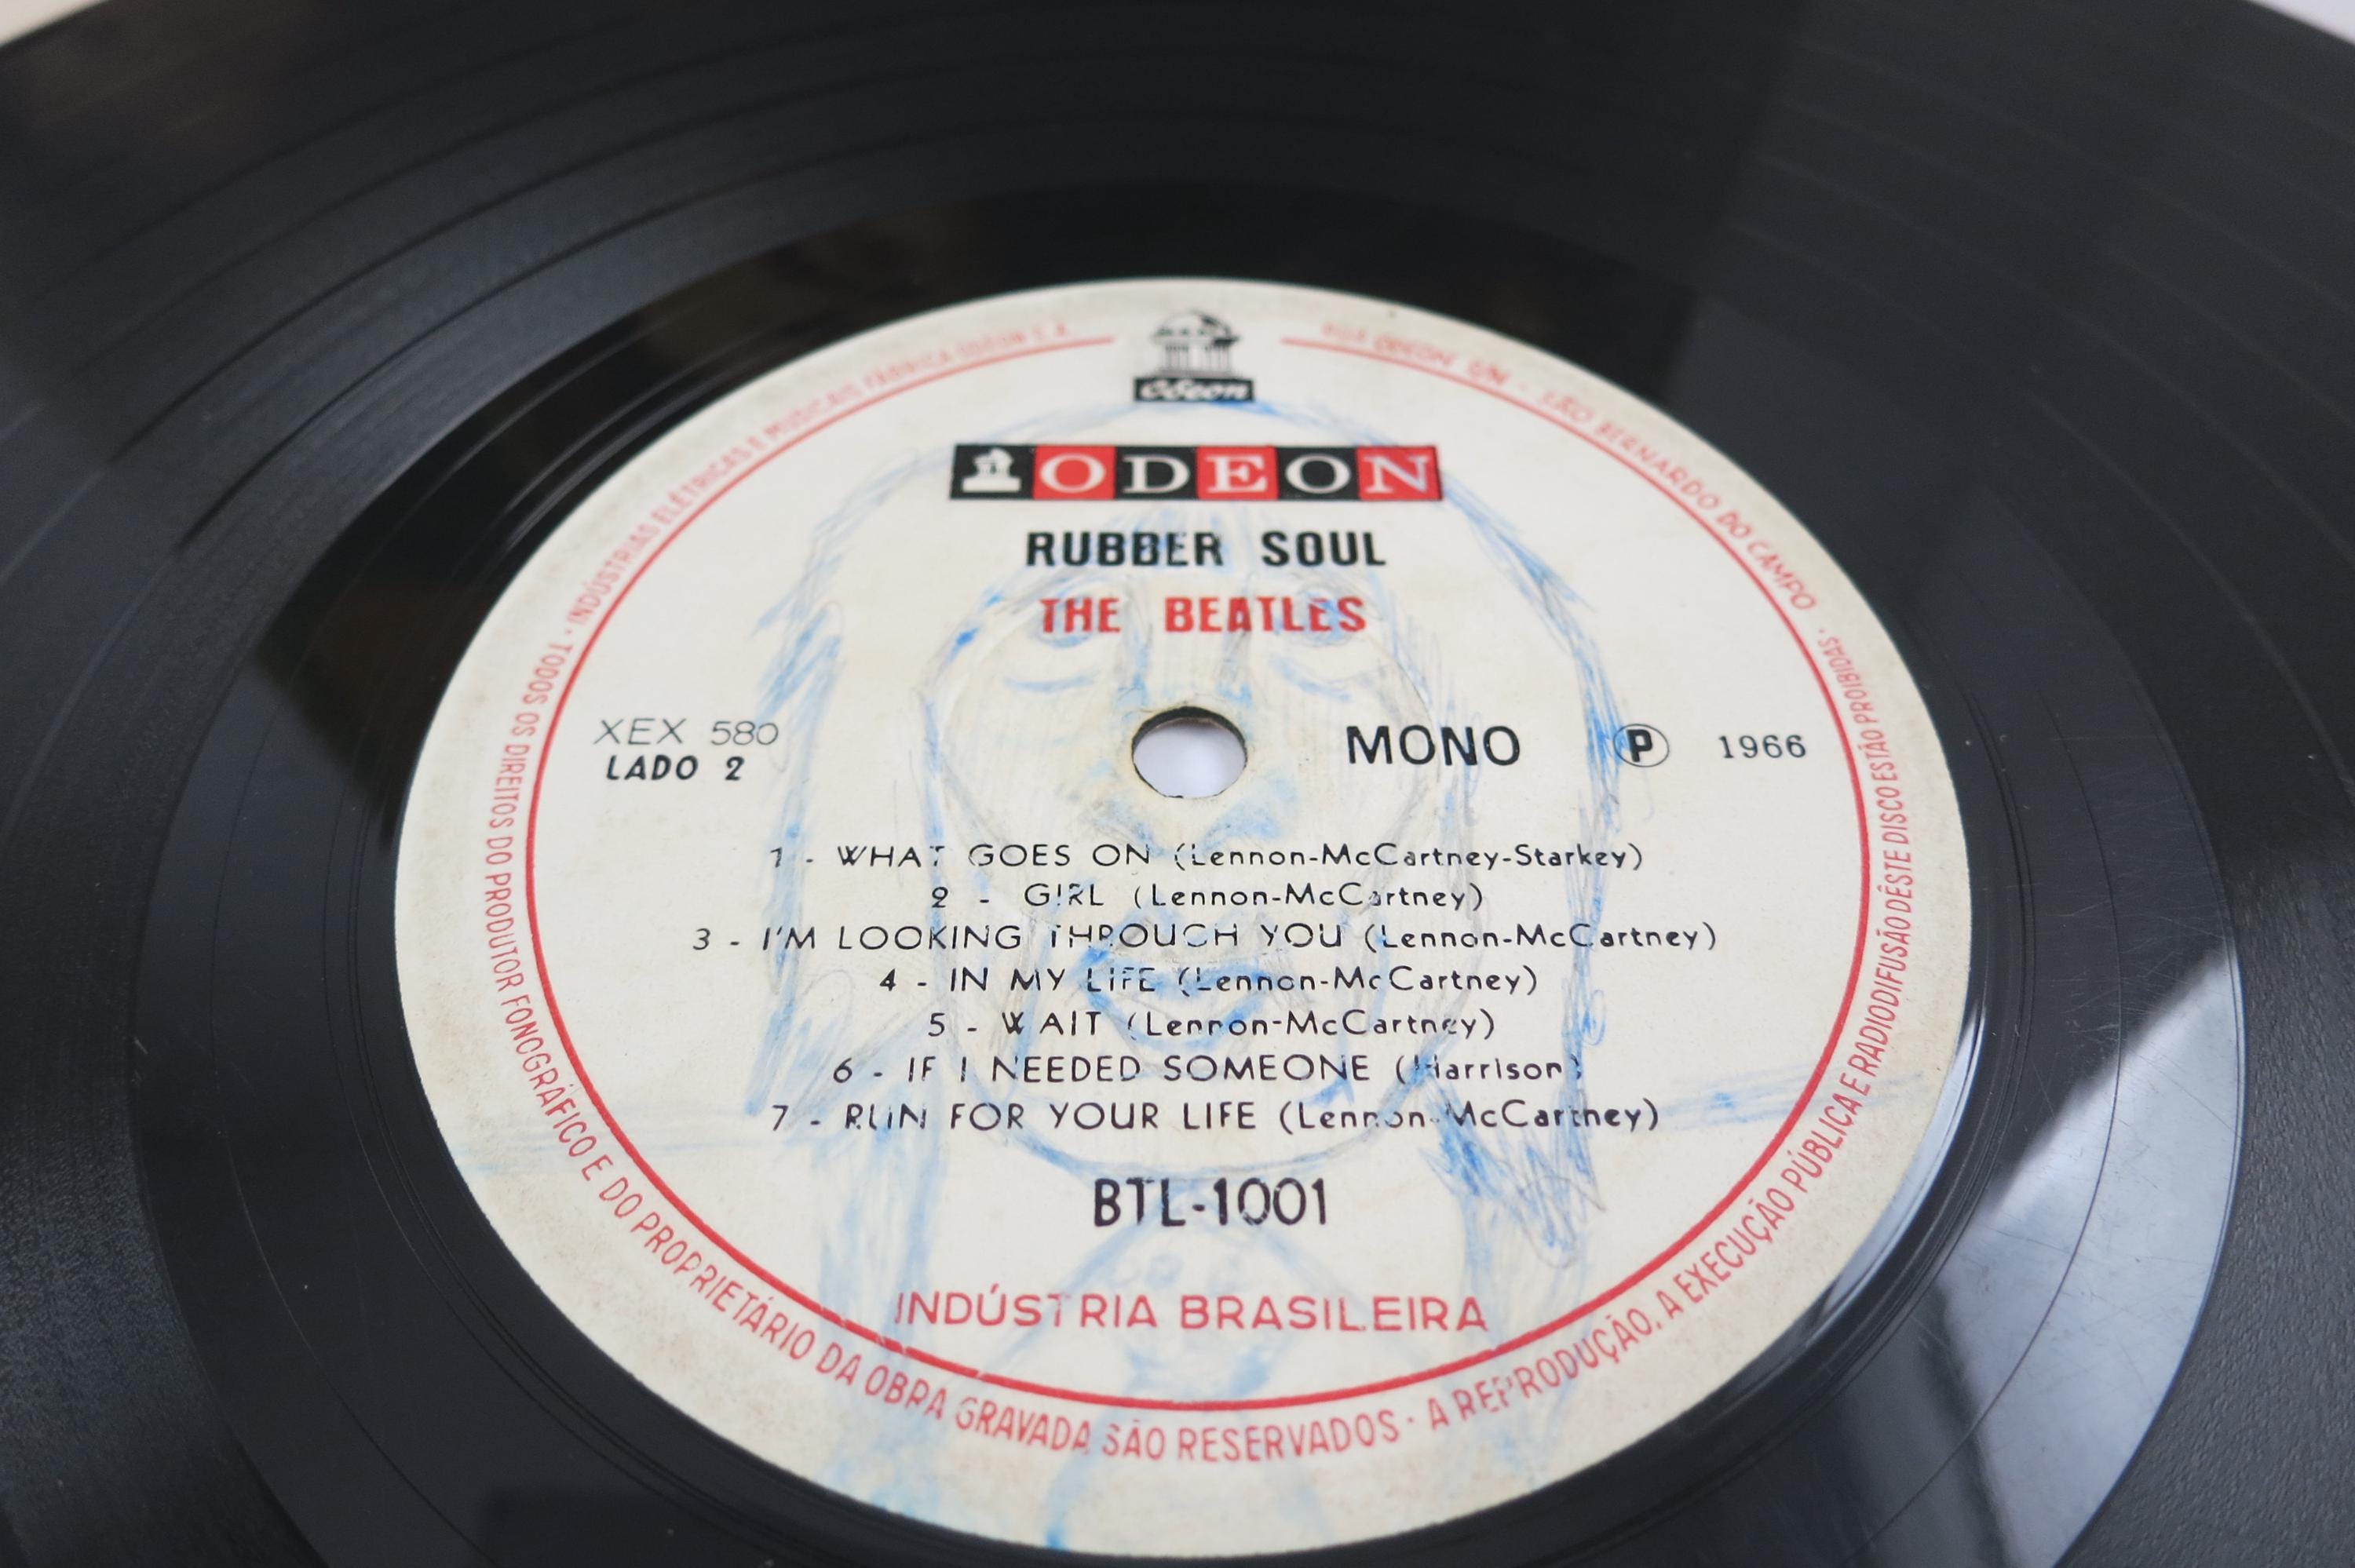 Odeon
ODEON
RUBBER SOUL
THE BEATLES
XEX 580
LADO 2
MONO
Ⓟ 1966
1 - WHAT GOES ON (Lennon-McCartney-Starkey)
2 - GIRL (Lennon-McCartney)
3 - I'M LOOKING THROUGH YOU (Lennon-McCartney)
4 - IN MY LIFE (Lennon-McCartney)
5 - WAIT (Lennon-McCartney)
6 - IF I NEEDED SOMEONE (Harrison)
7 - RUN FOR YOUR LIFE (Lennon-McCartney)
BTL-1001
INDÚSTRIA BRASILEIRA
INDÚSTRIAS ELÉTRICAS E MUSICAIS FÁBRICA ODEON S. A.
RUA ODEON S/N - SÃO BERNARDO DO CAMPO ·
TODOS OS DIREITOS DO PRODUTOR FONOGRÁFICO E DO PROPRIETÁRIO DA OBRA GRAVADA SÃO RESERVADOS · A REPRODUÇÃO, A EXECUÇÃO PÚBLICA E RADIODIFUSÃO DÊSTE DISCO ESTÃO PROIBIDAS ·